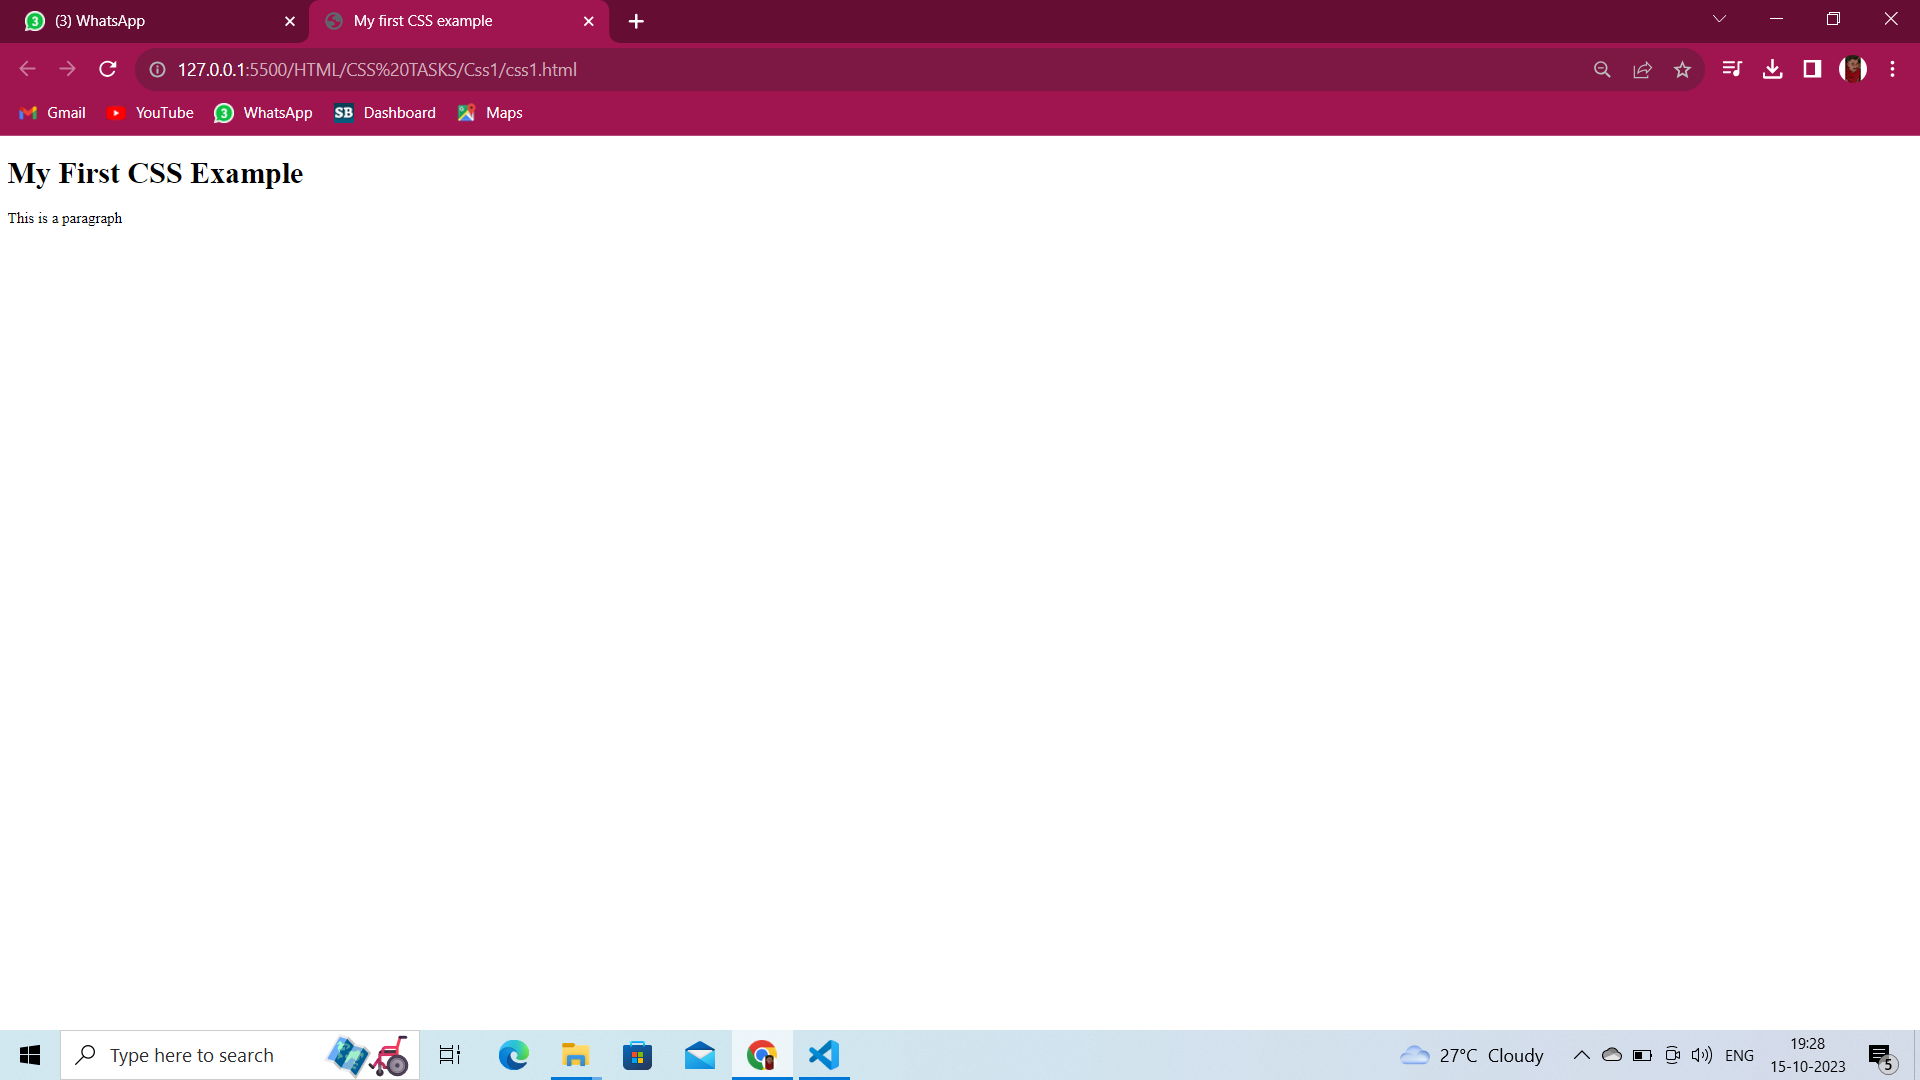 (3) WhatsApp
My first CSS example
127.0.0.1:5500/HTML/CSS%20TASKS/Css1/css1.html
Gmail YouTube 3 WhatsApp SB Dashboard Maps
My First CSS Example
This is a paragraph
Type here to search
27°C Cloudy
ENG
19:28
15-10-2023
5